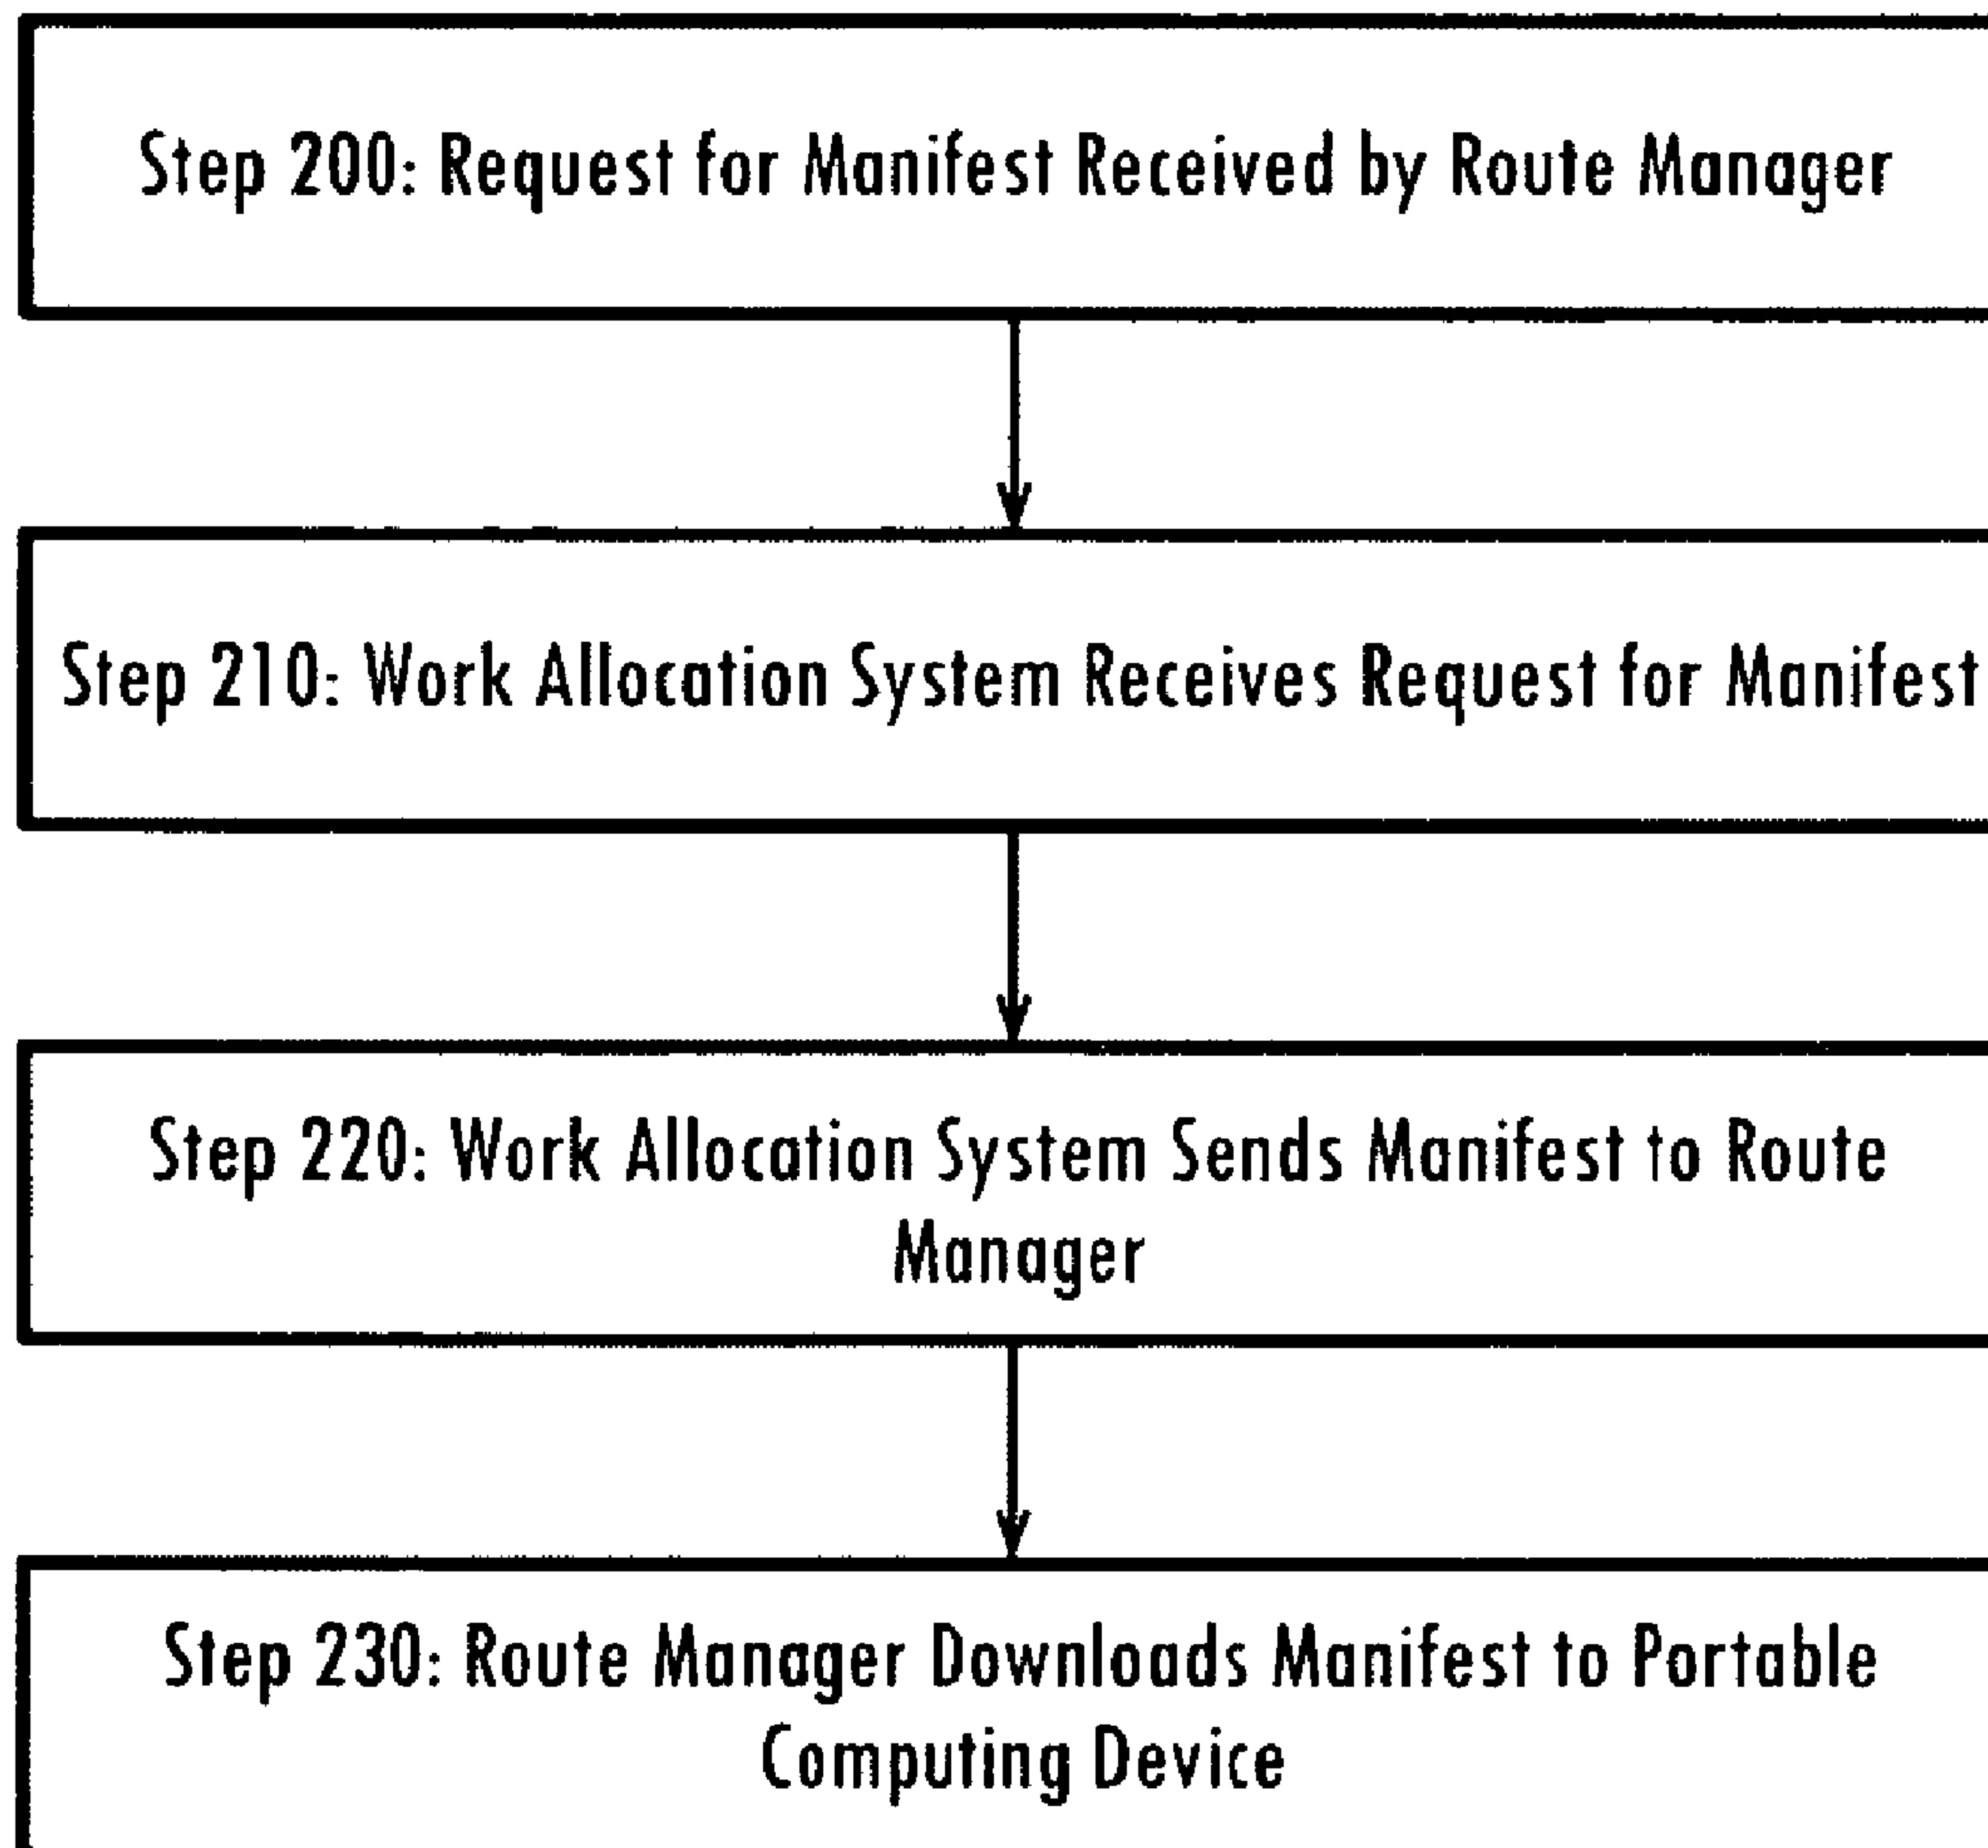 Step 200: Request for Manifest Received by Route Manager
Step 210: Work Allocation System Receives Request for Manifest
Step 220: Work Allocation System Sends Manifest to Route
Manager
Step 230: Route Manager Downloads Manifest to Portable
Computing Device